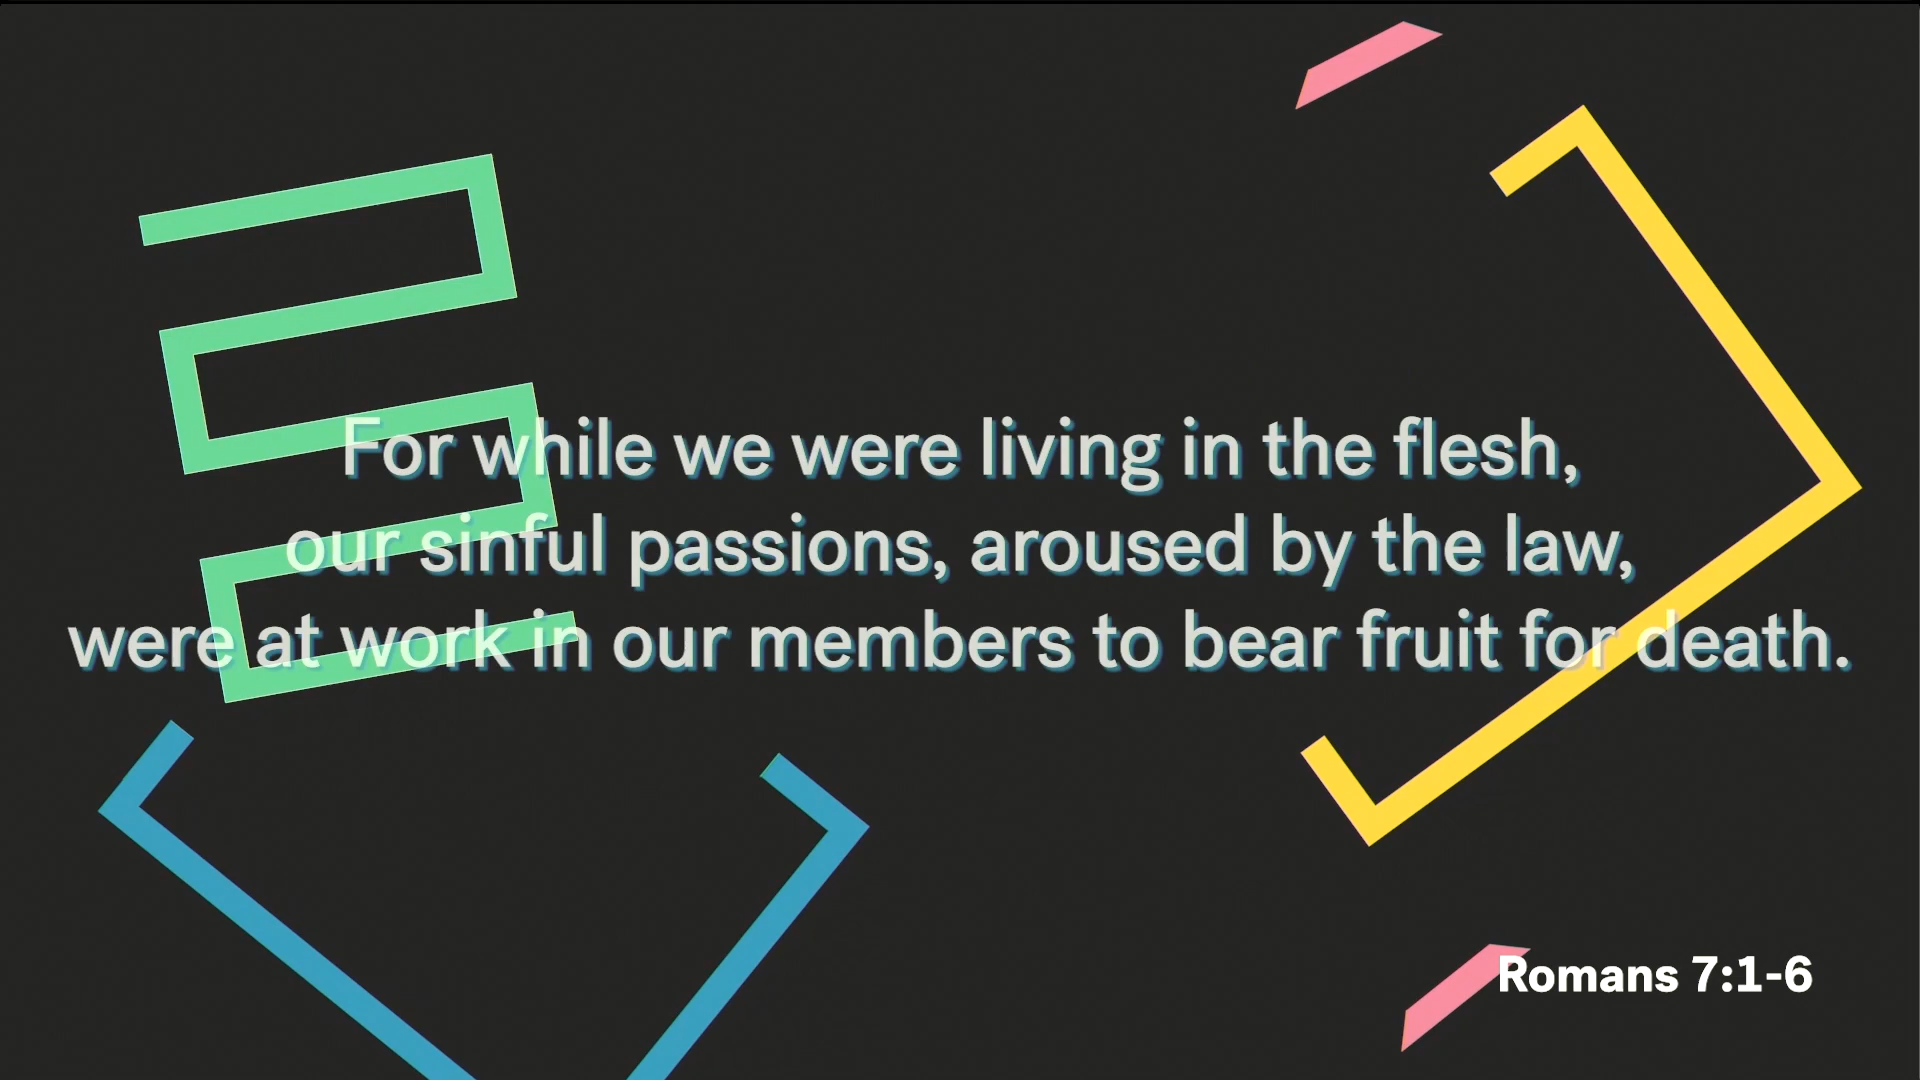 For while we were living in the flesh,
our sinful passions, aroused by the law,
were at work in our members to bear fruit for death.
Romans 7:1-6